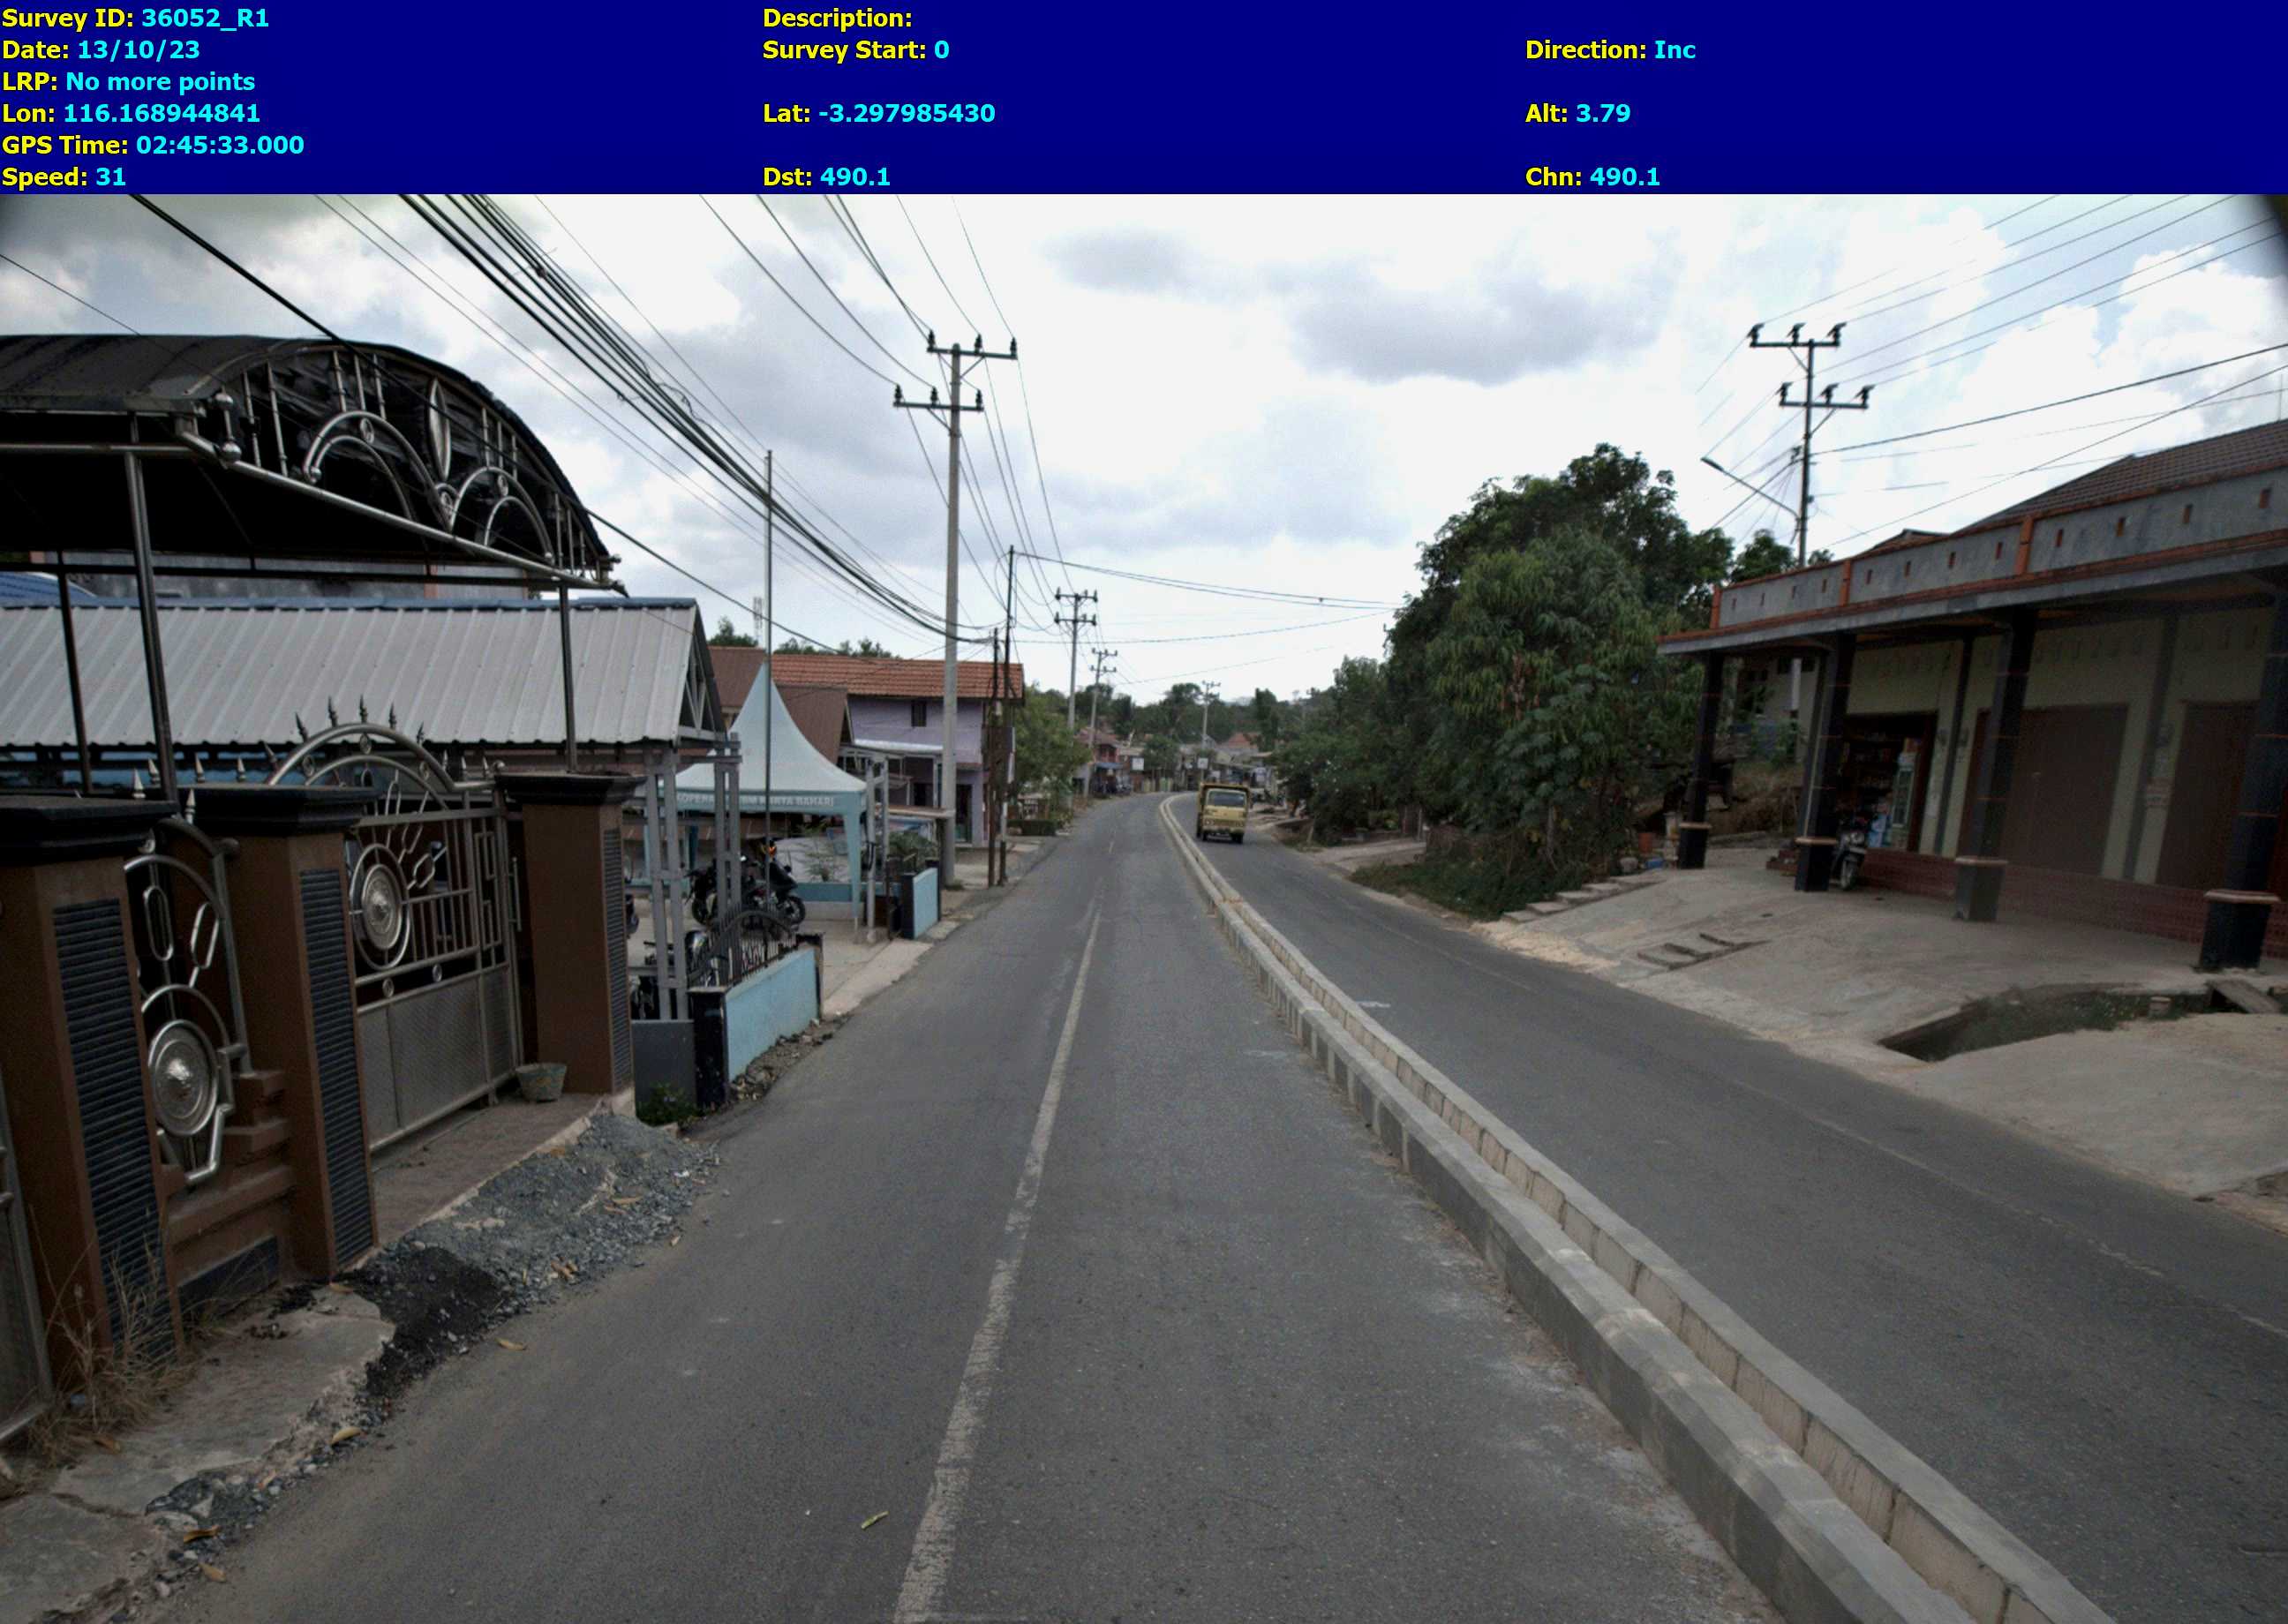 Survey ID: 36052_R1
Description:
Date: 13/10/23
Survey Start: 0
Direction: Inc
LRP: No more points
Lon: 116.168944841
Lat: -3.297985430
Alt: 3.79
GPS Time: 02:45:33.000
Speed: 31
Dst: 490.1
Chn: 490.1
BAHARI